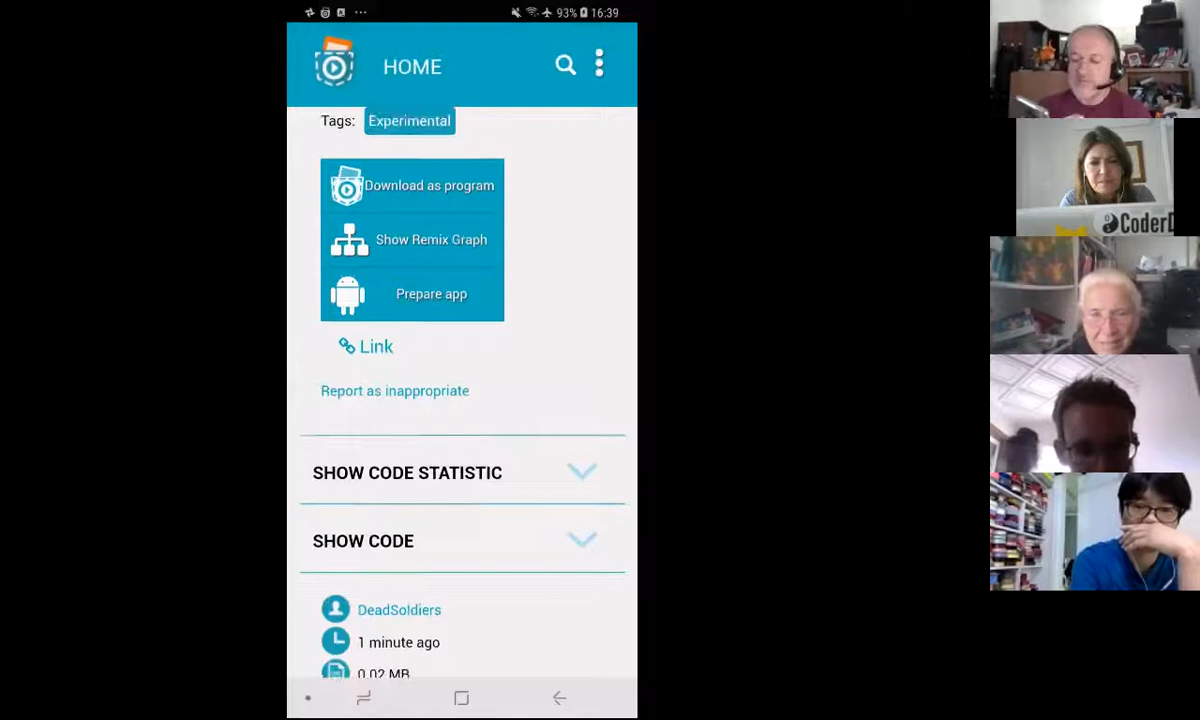 93% 16:39
HOME
Tags: Experimental
Download as program
Show Remix Graph
Prepare app
Link
Report as inappropriate
SHOW CODE STATISTIC
SHOW CODE
DeadSoldiers
1 minute ago
0.02 MB
CoderD